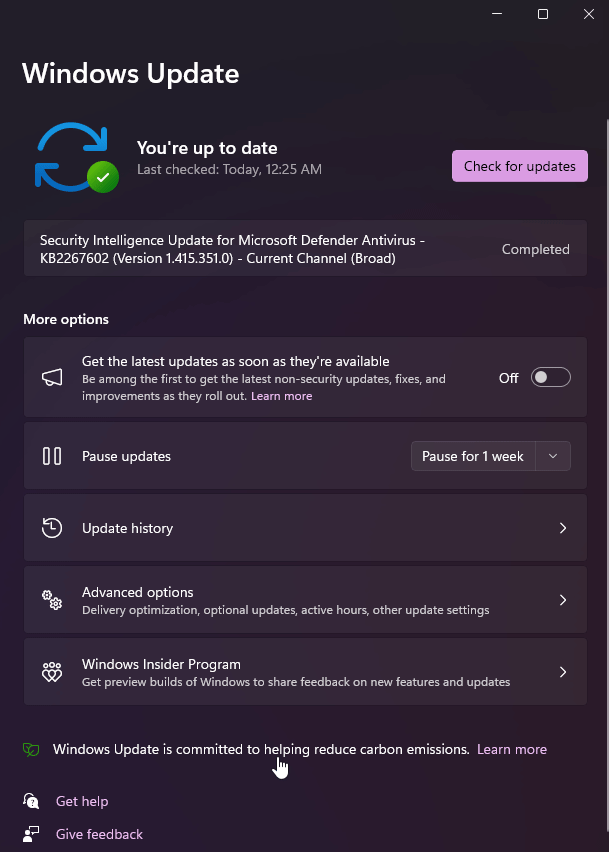 Windows Update
You're up to date
Last checked: Today, 12:25 AM
Check for updates
Security Intelligence Update for Microsoft Defender Antivirus -
KB2267602 (Version 1.415.351.0) - Current Channel (Broad)
Completed
More options
Get the latest updates as soon as they're available
Be among the first to get the latest non-security updates, fixes, and
improvements as they roll out. Learn more
Off
Pause updates
Pause for 1 week
Update history
Advanced options
Delivery optimization, optional updates, active hours, other update settings
Windows Insider Program
Get preview builds of Windows to share feedback on new features and updates
Windows Update is committed to helping reduce carbon emissions. Learn more
Get help
Give feedback